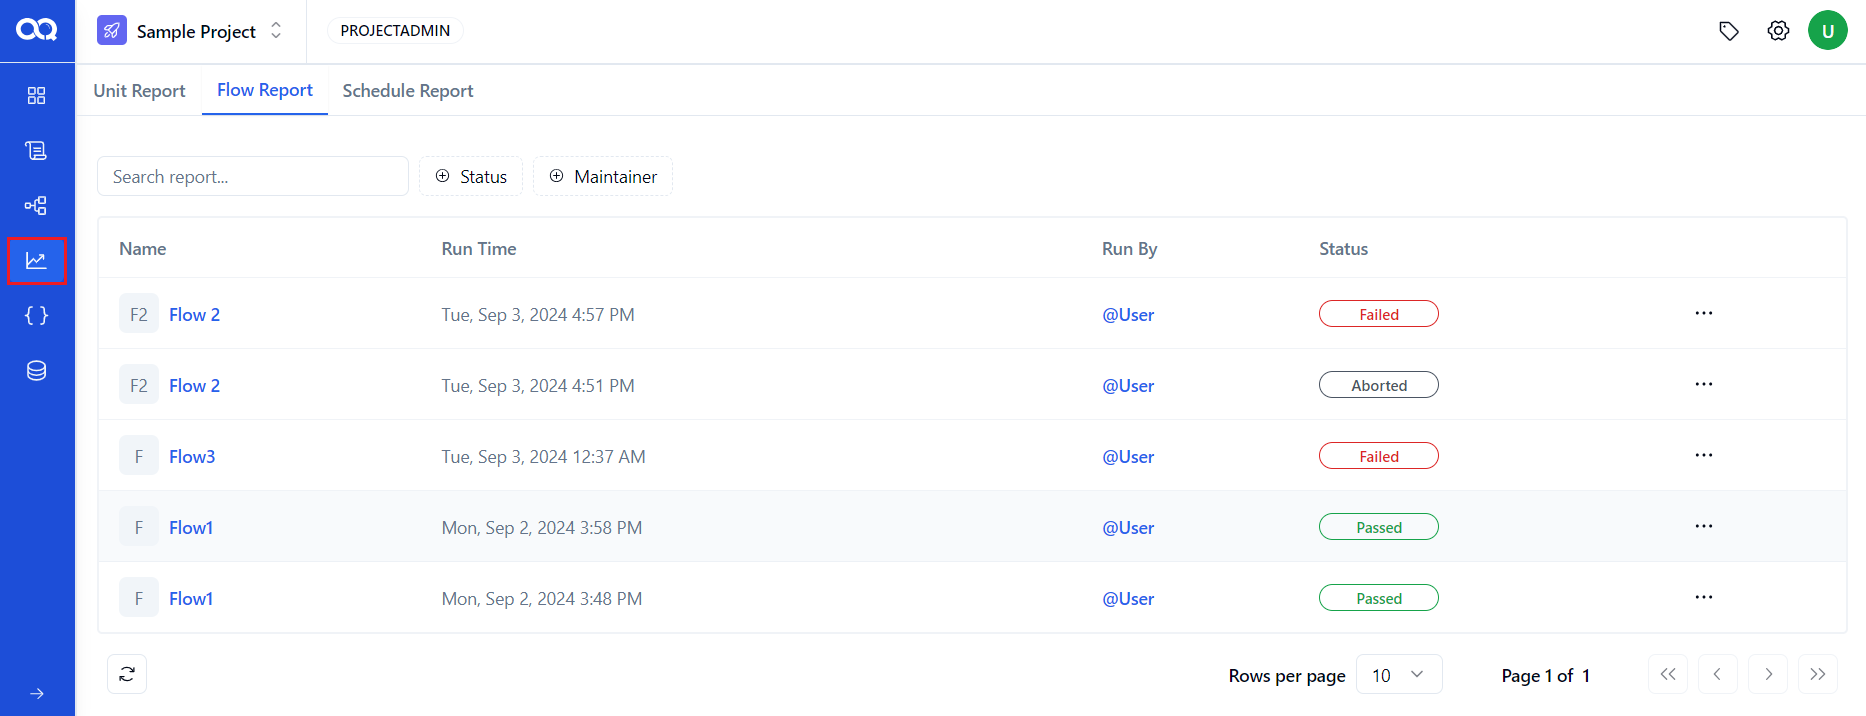 Sample Project PROJECTADMIN U
Unit Report Flow Report Schedule Report
Search report... Status Maintainer
Name Run Time Run By Status
F2 Flow 2 Tue, Sep 3, 2024 4:57 PM @User Failed ...
F2 Flow 2 Tue, Sep 3, 2024 4:51 PM @User Aborted ...
F Flow3 Tue, Sep 3, 2024 12:37 AM @User Failed ...
F Flow1 Mon, Sep 2, 2024 3:58 PM @User Passed ...
F Flow1 Mon, Sep 2, 2024 3:48 PM @User Passed ...
Rows per page 10 Page 1 of 1